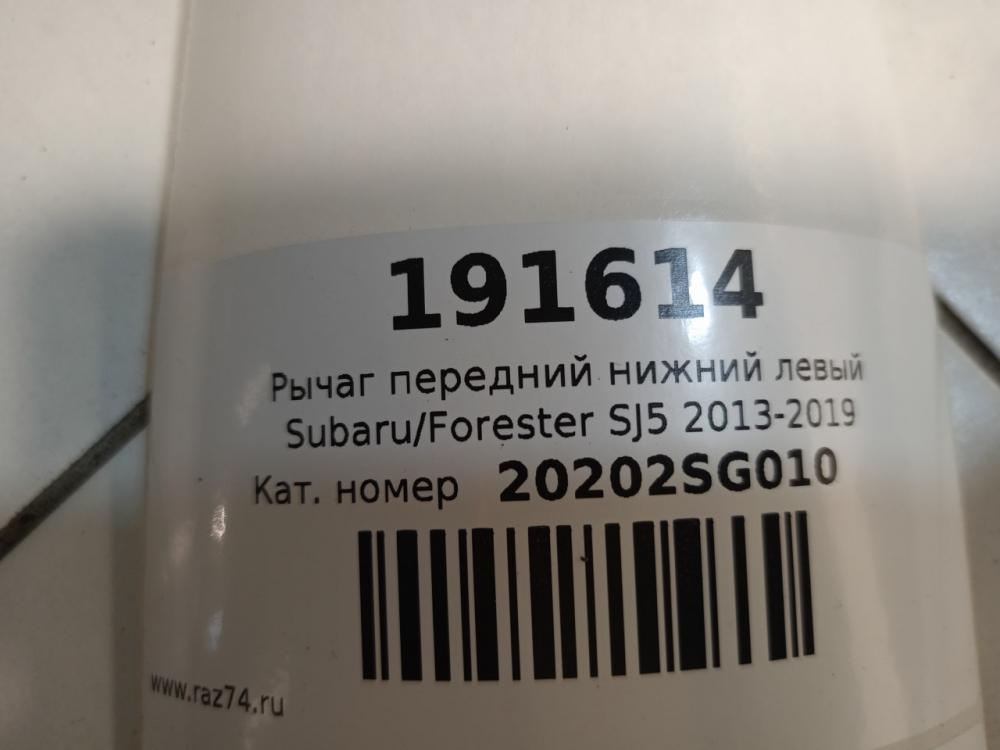 191614
Рычаг передний нижний левый
Subaru/Forester SJ5 2013-2019
Кат. номер 20202SG010
www.raz74.ru